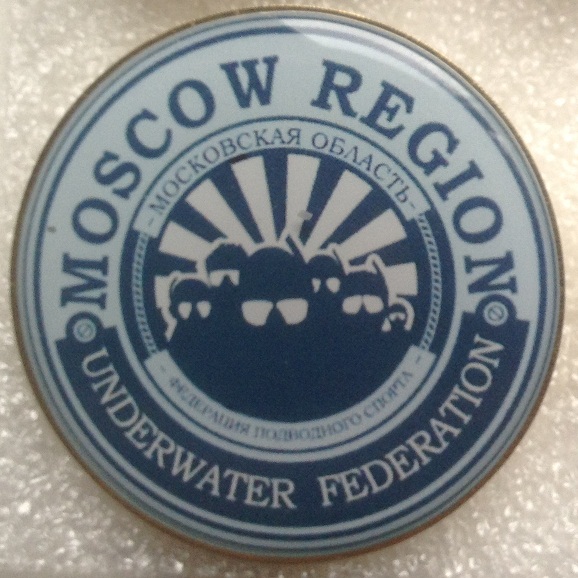 MOSCOW REGION
-МОСКОВСКАЯ ОБЛАСТЬ-
- ФЕДЕРАЦИЯ ПОДВОДНОГО СПОРТА -
UNDERWATER FEDERATION